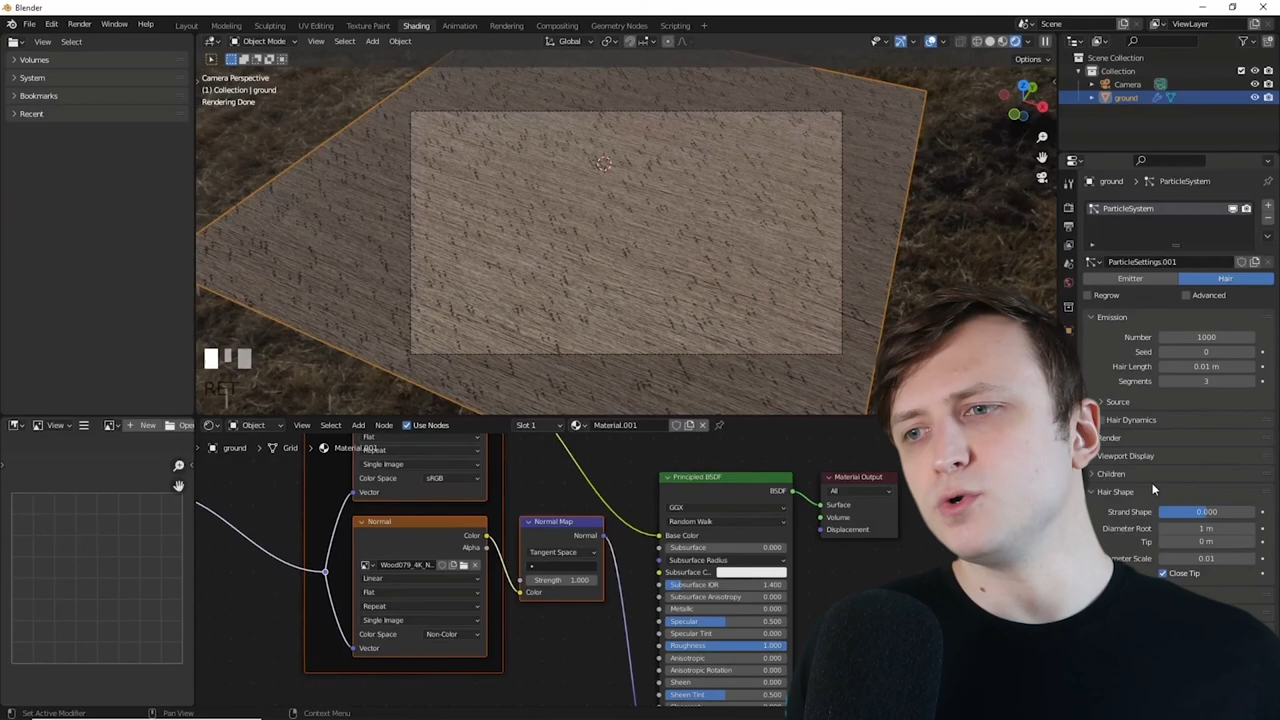 Blender
File Edit Render Window Help Layout Modeling Sculpting UV Editing Texture Paint Shading Animation Rendering Compositing Geometry Nodes Scripting + Scene ViewLayer
View Select Object Mode View Select Add Object Global
Options
Volumes
System
Bookmarks
Recent
Camera Perspective
(1) Collection | ground
Rendering Done
Scene Collection
Collection
Camera
ground
ground > ParticleSystem
ParticleSystem
ParticleSettings.001
Emitter Hair
Regrow Advanced
Emission
Number 1000
Seed 0
Hair Length 0.01 m
Segments 3
Source
Hair Dynamics
Render
Viewport Display
Children
Hair Shape
Strand Shape 0.000
Diameter Root 1 m
Tip 0 m
meter Scale 0.01
Close Tip
RET
View + New Open
Object View Select Add Node Use Nodes Slot 1 Material.001
ground > Grid > Material.001
Flat
Repeat
Single Image
Color Space sRGB
Vector
Normal
Color
Alpha
Wood079_4K_N...
Linear
Flat
Repeat
Single Image
Color Space Non-Color
Vector
Normal Map
Normal
Tangent Space
Strength 1.000
Color
Principled BSDF
BSDF
GGX
Random Walk
Base Color
Subsurface 0.000
Subsurface Radius
Subsurface C...
Subsurface IOR 1.400
Subsurface Anisotropy 0.000
Metallic 0.000
Specular 0.500
Specular Tint 0.000
Roughness 1.000
Anisotropic 0.000
Anisotropic Rotation 0.000
Sheen 0.000
Sheen Tint 0.500
Material Output
All
Surface
Volume
Displacement
Set Active Modifier Pan View Context Menu